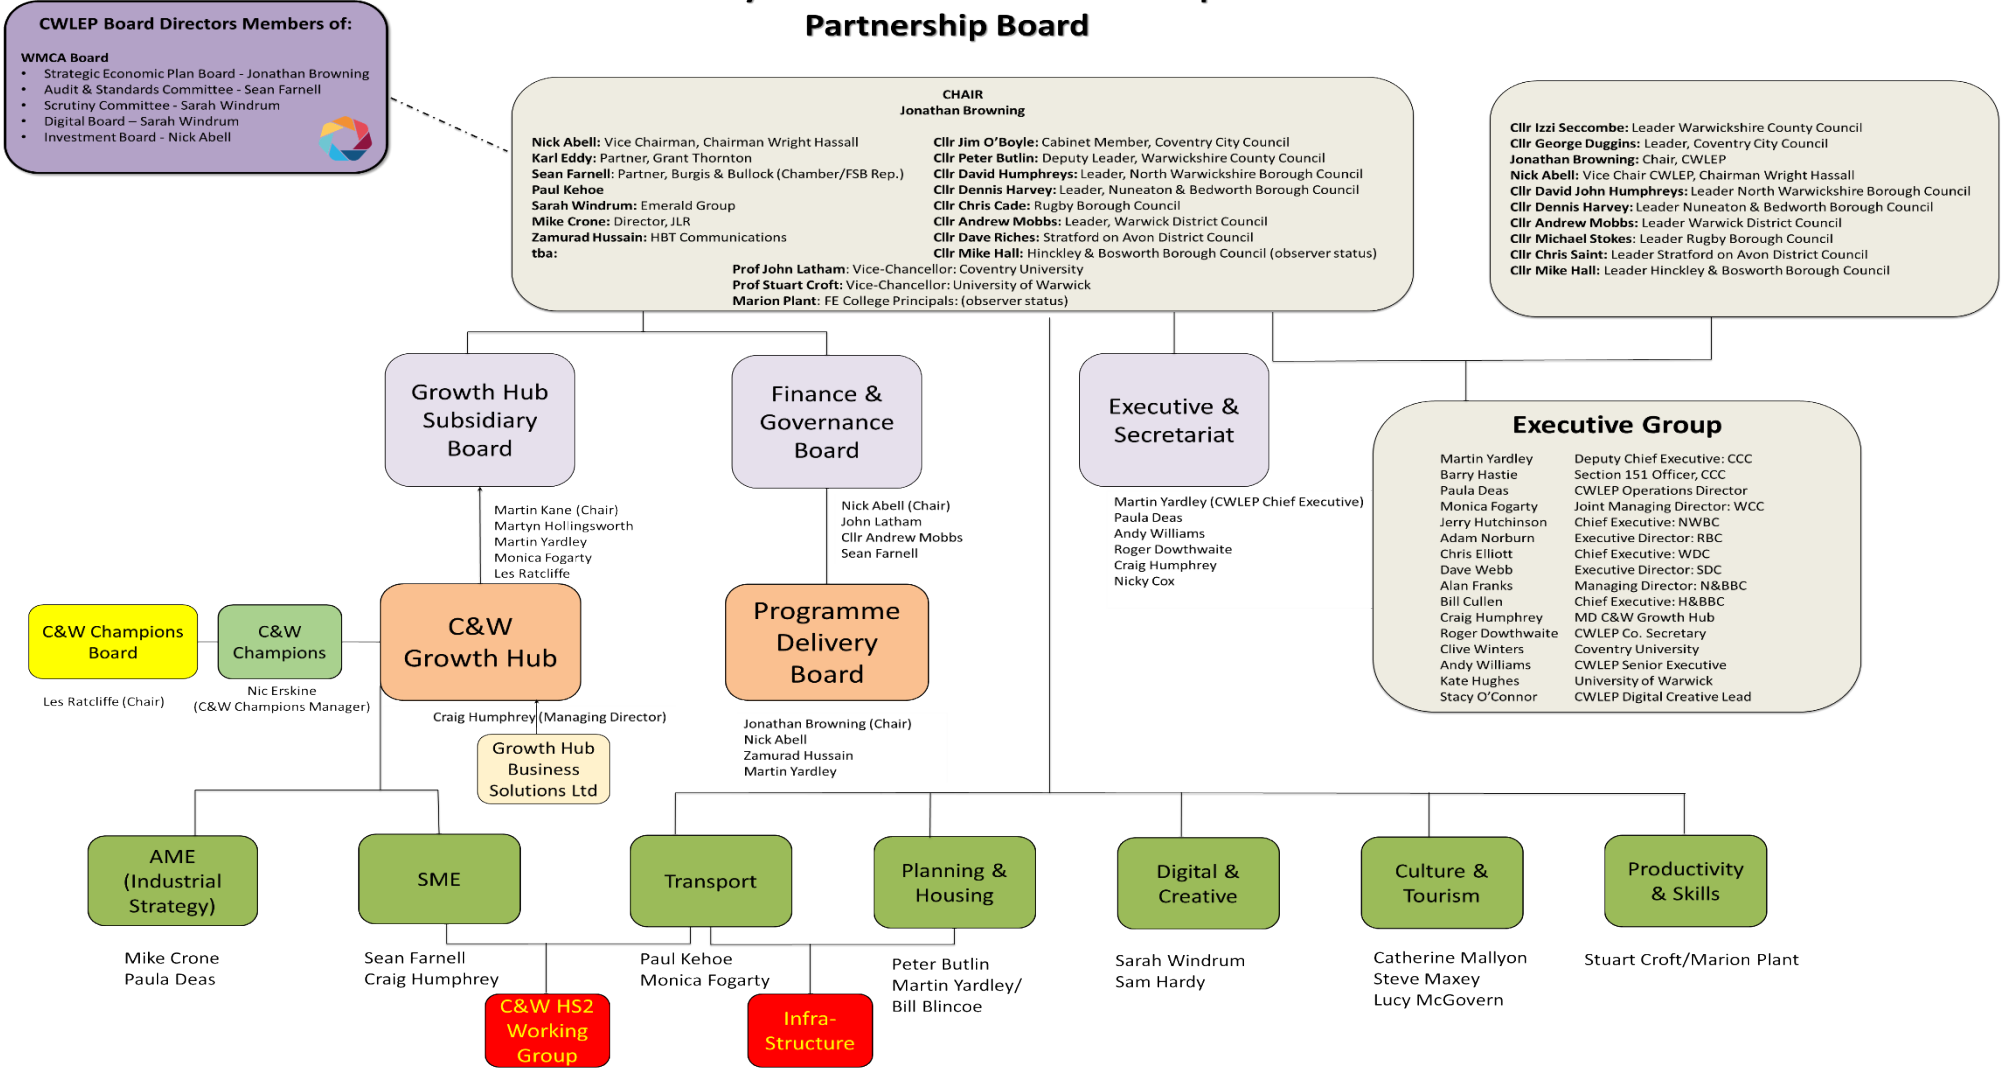 Partnership Board
CWLEP Board Directors Members of:
WMCA Board
• Strategic Economic Plan Board - Jonathan Browning
• Audit & Standards Committee - Sean Farnell
• Scrutiny Committee - Sarah Windrum
• Digital Board – Sarah Windrum
• Investment Board - Nick Abell
CHAIR
Jonathan Browning
Nick Abell: Vice Chairman, Chairman Wright Hassall
Karl Eddy: Partner, Grant Thornton
Sean Farnell: Partner, Burgis & Bullock (Chamber/FSB Rep.)
Paul Kehoe
Sarah Windrum: Emerald Group
Mike Crone: Director, JLR
Zamurad Hussain: HBT Communications
tba:
Cllr Jim O’Boyle: Cabinet Member, Coventry City Council
Cllr Peter Butlin: Deputy Leader, Warwickshire County Council
Cllr David Humphreys: Leader, North Warwickshire Borough Council
Cllr Dennis Harvey: Leader, Nuneaton & Bedworth Borough Council
Cllr Chris Cade: Rugby Borough Council
Cllr Andrew Mobbs: Leader, Warwick District Council
Cllr Dave Riches: Stratford on Avon District Council
Cllr Mike Hall: Hinckley & Bosworth Borough Council (observer status)
Prof John Latham: Vice-Chancellor: Coventry University
Prof Stuart Croft: Vice-Chancellor: University of Warwick
Marion Plant: FE College Principals: (observer status)
Cllr Izzi Seccombe: Leader Warwickshire County Council
Cllr George Duggins: Leader, Coventry City Council
Jonathan Browning: Chair, CWLEP
Nick Abell: Vice Chair CWLEP, Chairman Wright Hassall
Cllr David John Humphreys: Leader North Warwickshire Borough Council
Cllr Dennis Harvey: Leader Nuneaton & Bedworth Borough Council
Cllr Andrew Mobbs: Leader Warwick District Council
Cllr Michael Stokes: Leader Rugby Borough Council
Cllr Chris Saint: Leader Stratford on Avon District Council
Cllr Mike Hall: Leader Hinckley & Bosworth Borough Council
Growth Hub
Subsidiary
Board
Martin Kane (Chair)
Martyn Hollingsworth
Martin Yardley
Monica Fogarty
Les Ratcliffe
Finance &
Governance
Board
Nick Abell (Chair)
John Latham
Cllr Andrew Mobbs
Sean Farnell
Executive &
Secretariat
Martin Yardley (CWLEP Chief Executive)
Paula Deas
Andy Williams
Roger Dowthwaite
Craig Humphrey
Nicky Cox
Executive Group
Martin Yardley Deputy Chief Executive: CCC
Barry Hastie Section 151 Officer, CCC
Paula Deas CWLEP Operations Director
Monica Fogarty Joint Managing Director: WCC
Jerry Hutchinson Chief Executive: NWBC
Adam Norburn Executive Director: RBC
Chris Elliott Chief Executive: WDC
Dave Webb Executive Director: SDC
Alan Franks Managing Director: N&BBC
Bill Cullen Chief Executive: H&BBC
Craig Humphrey MD C&W Growth Hub
Roger Dowthwaite CWLEP Co. Secretary
Clive Winters Coventry University
Andy Williams CWLEP Senior Executive
Kate Hughes University of Warwick
Stacy O’Connor CWLEP Digital Creative Lead
C&W Champions
Board
Les Ratcliffe (Chair)
C&W
Champions
Nic Erskine
(C&W Champions Manager)
C&W
Growth Hub
Craig Humphrey (Managing Director)
Growth Hub
Business
Solutions Ltd
Programme
Delivery
Board
Jonathan Browning (Chair)
Nick Abell
Zamurad Hussain
Martin Yardley
AME
(Industrial
Strategy)
Mike Crone
Paula Deas
SME
Sean Farnell
Craig Humphrey
Transport
Paul Kehoe
Monica Fogarty
Planning &
Housing
Peter Butlin
Martin Yardley/
Bill Blincoe
Digital &
Creative
Sarah Windrum
Sam Hardy
Culture &
Tourism
Catherine Mallyon
Steve Maxey
Lucy McGovern
Productivity
& Skills
Stuart Croft/Marion Plant
C&W HS2
Working
Group
Infra-
Structure